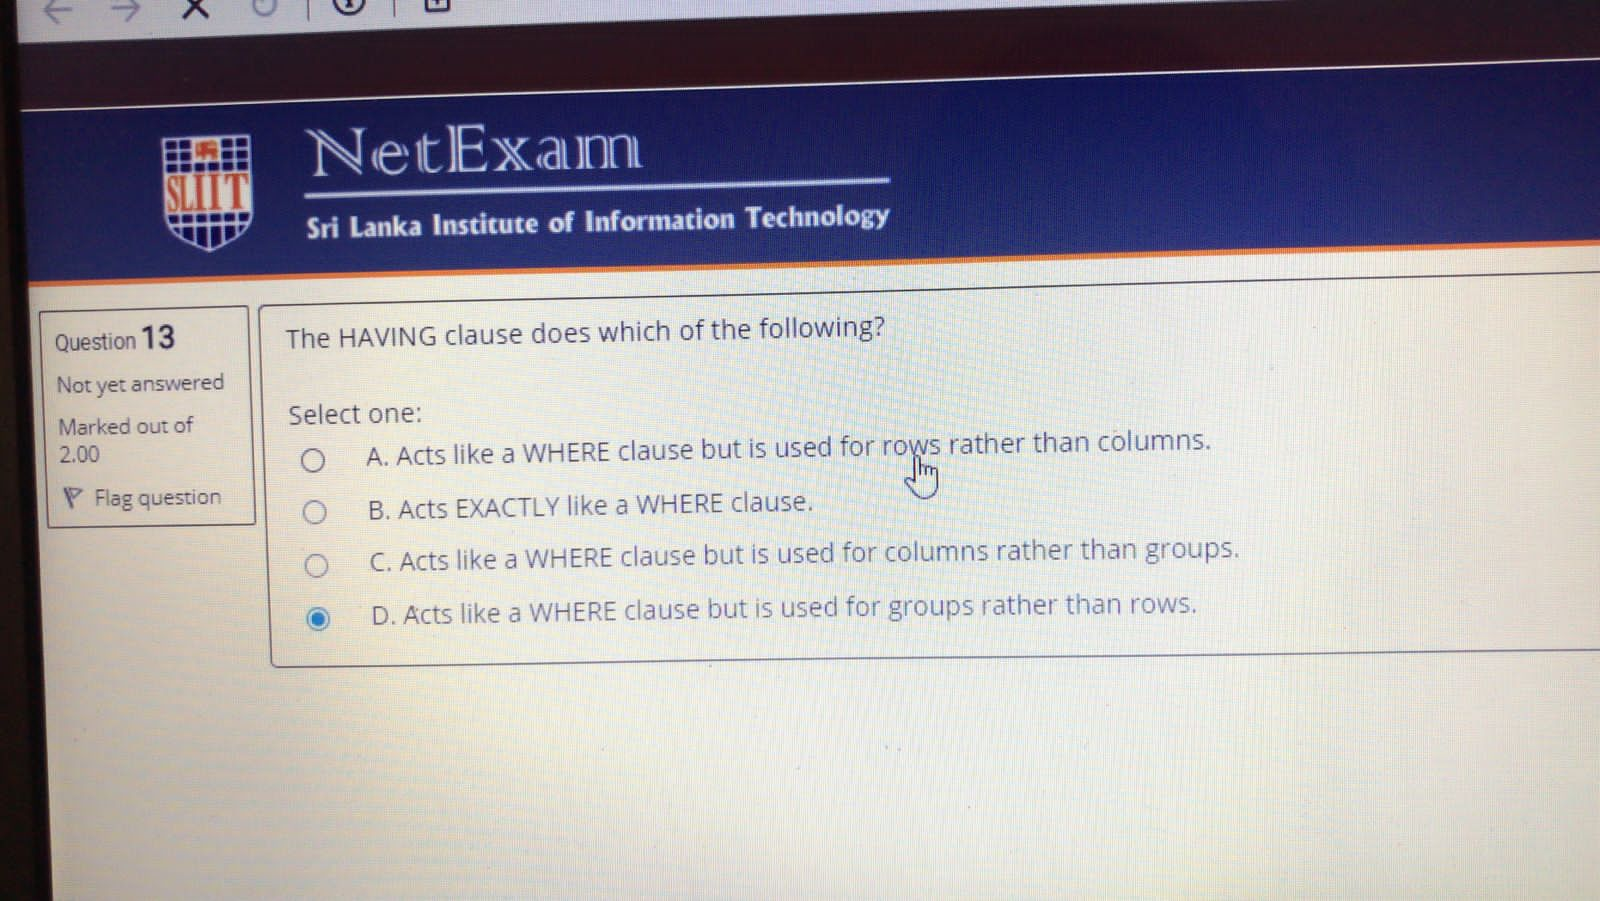 SLIIT
NetExam
Sri Lanka Institute of Information Technology
Question 13
Not yet answered
Marked out of
2.00
Flag question
The HAVING clause does which of the following?
Select one:
A. Acts like a WHERE clause but is used for rows rather than columns.
B. Acts EXACTLY like a WHERE clause.
C. Acts like a WHERE clause but is used for columns rather than groups.
D. Acts like a WHERE clause but is used for groups rather than rows.